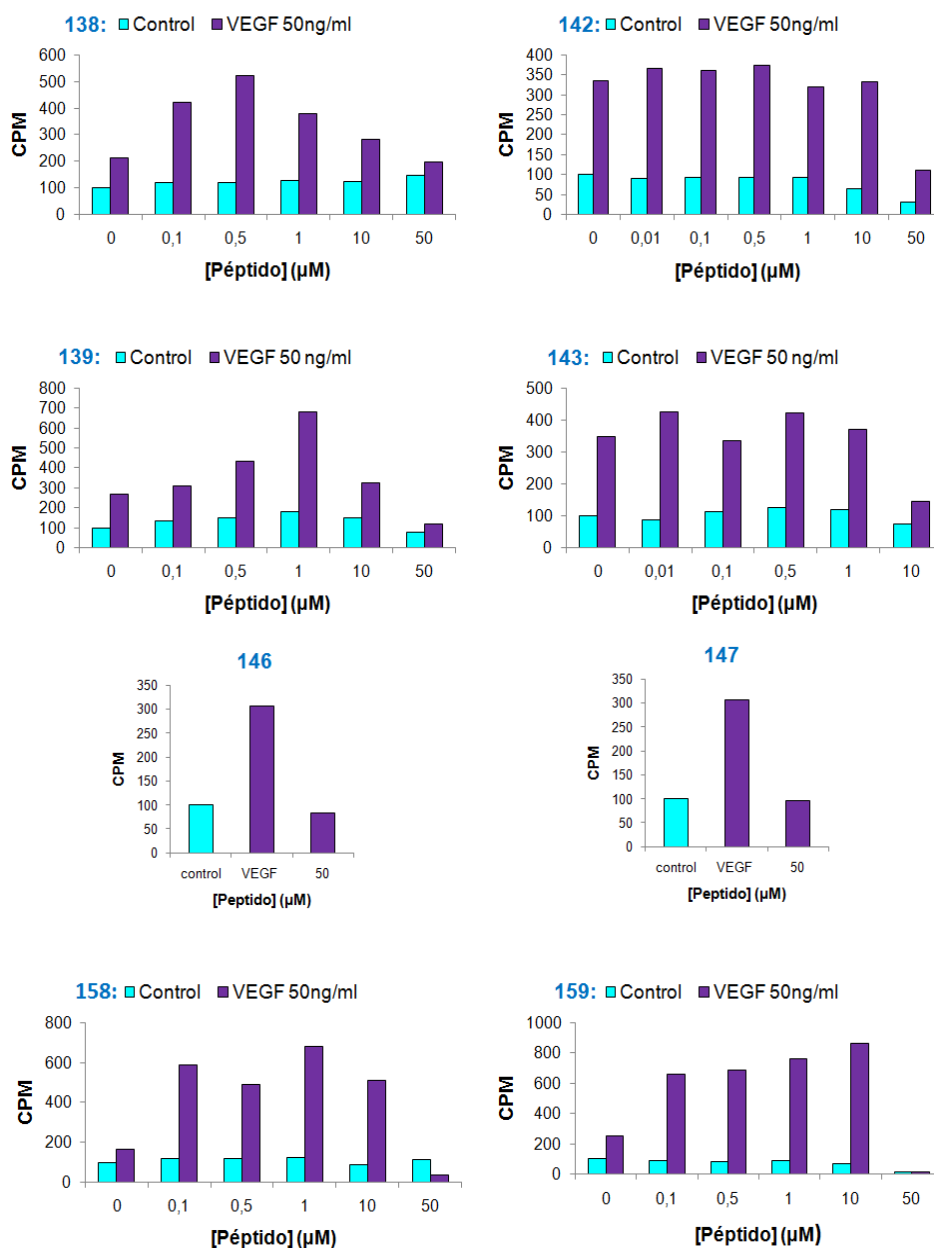 138: Control VEGF 50ng/ml
600
500
400
300
200
100
0
CPM
0 0,1 0,5 1 10 50
[Péptido] (µM)
142: Control VEGF 50ng/ml
400
350
300
250
200
150
100
50
0
CPM
0 0,01 0,1 0,5 1 10 50
[Péptido] (µM)
139: Control VEGF 50 ng/ml
800
700
600
500
400
300
200
100
0
CPM
0 0,1 0,5 1 10 50
[Péptido] (µM)
143: Control VEGF 50 ng/ml
500
400
300
200
100
0
CPM
0 0,01 0,1 0,5 1 10
[Péptido] (µM)
146
350
300
250
200
150
100
50
0
CPM
control VEGF 50
[Peptido] (µM)
147
350
300
250
200
150
100
50
0
CPM
control VEGF 50
[Peptido] (µM)
158: Control VEGF 50ng/ml
800
600
400
200
0
CPM
0 0,1 0,5 1 10 50
[Péptido] (µM)
159: Control VEGF 50ng/ml
1000
800
600
400
200
0
CPM
0 0,1 0,5 1 10 50
[Péptido] (µM)